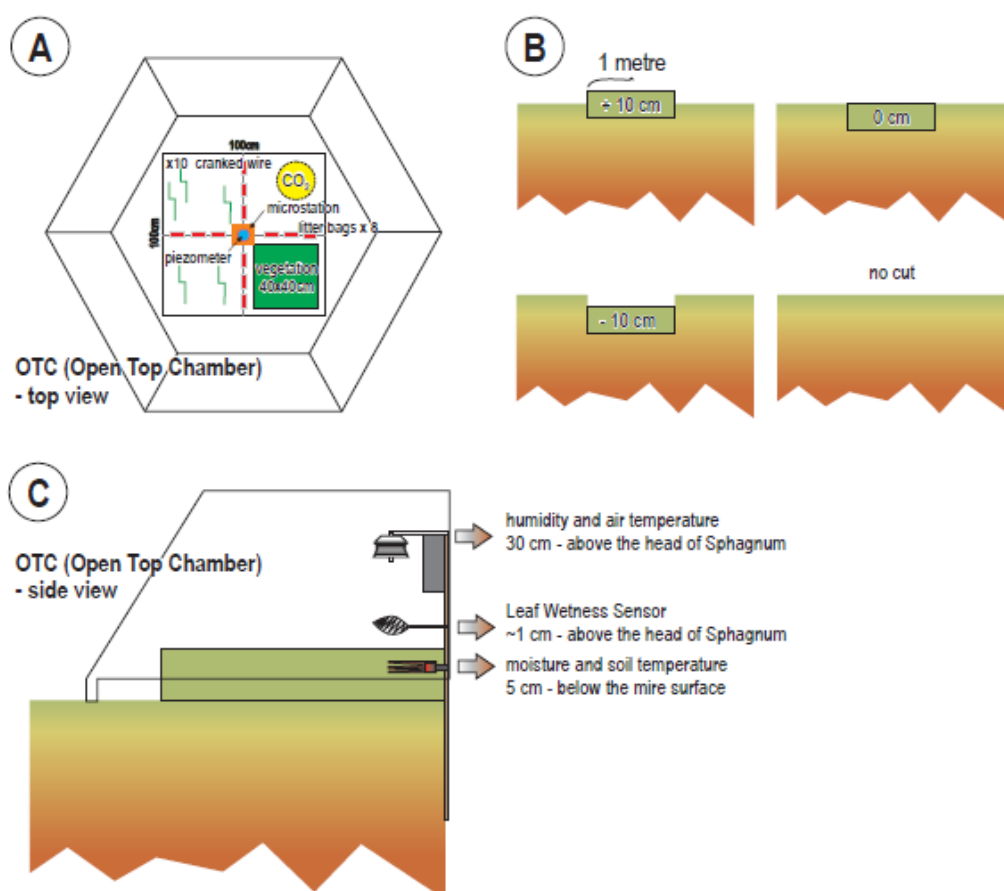 A
100cm
x10 cranked wire
CO2
microstation
100cm
litter bags x 8
piezometer
vegetation
40x40cm
OTC (Open Top Chamber)
- top view
B
1 metre
+ 10 cm
0 cm
- 10 cm
no cut
C
OTC (Open Top Chamber)
- side view
humidity and air temperature
30 cm - above the head of Sphagnum
Leaf Wetness Sensor
~1 cm - above the head of Sphagnum
moisture and soil temperature
5 cm - below the mire surface